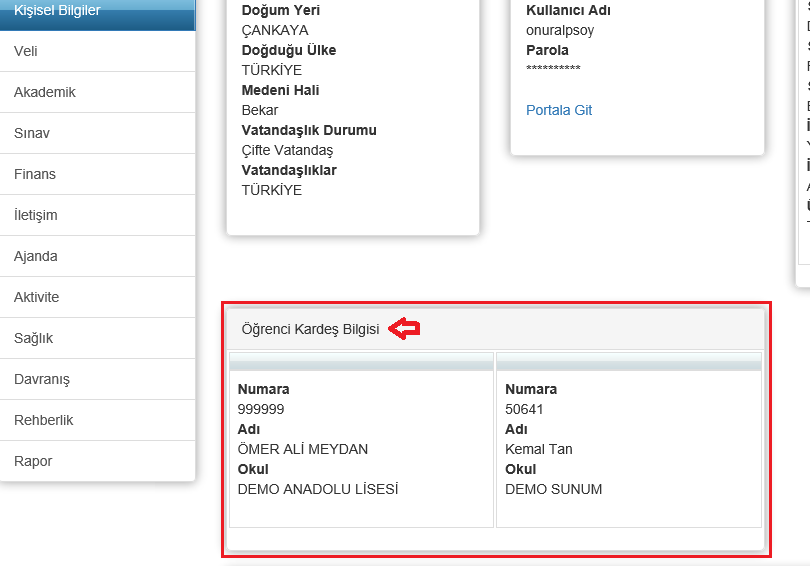 Kişisel Bilgiler
Veli
Akademik
Sınav
Finans
İletişim
Ajanda
Aktivite
Sağlık
Davranış
Rehberlik
Rapor
Doğum Yeri
ÇANKAYA
Doğduğu Ülke
TÜRKİYE
Medeni Hali
Bekar
Vatandaşlık Durumu
Çifte Vatandaş
Vatandaşlıklar
TÜRKİYE
Kullanıcı Adı
onuralpsoy
Parola
**********
Portala Git
Öğrenci Kardeş Bilgisi
Numara
999999
Adı
ÖMER ALİ MEYDAN
Okul
DEMO ANADOLU LİSESİ
Numara
50641
Adı
Kemal Tan
Okul
DEMO SUNUM